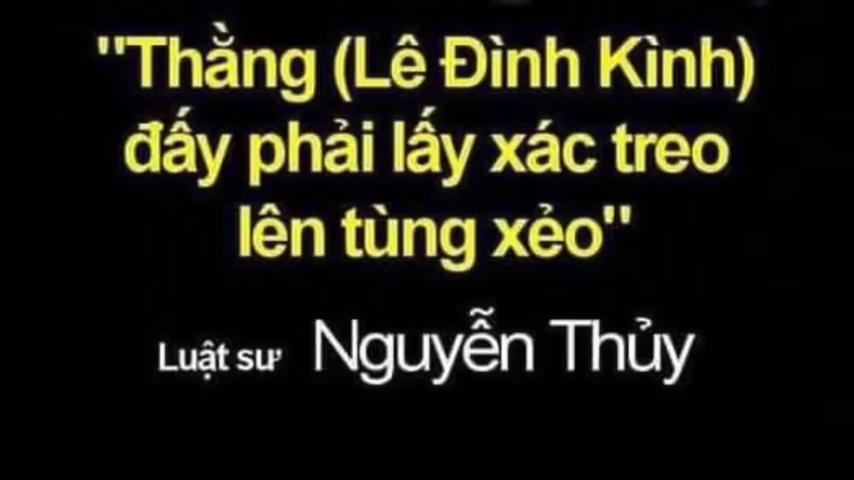 "Thằng (Lê Đình Kình)
đấy phải lấy xác treo
lên tùng xẻo"
Luật sư Nguyễn Thủy